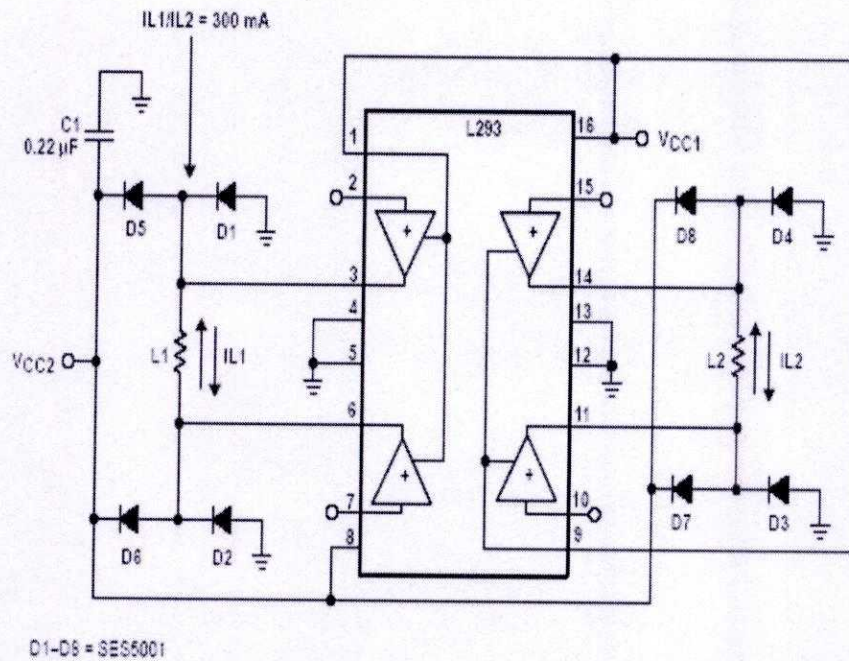 IL1/IL2 = 300 mA
C1
0.22 µF
L293
1
16
VCC1
2
15
D5
D1
D8
D4
3
14
4
13
VCC2
L1
IL1
5
12
L2
IL2
6
11
7
10
D6
D2
8
9
D7
D3
D1–D8 = SES5001